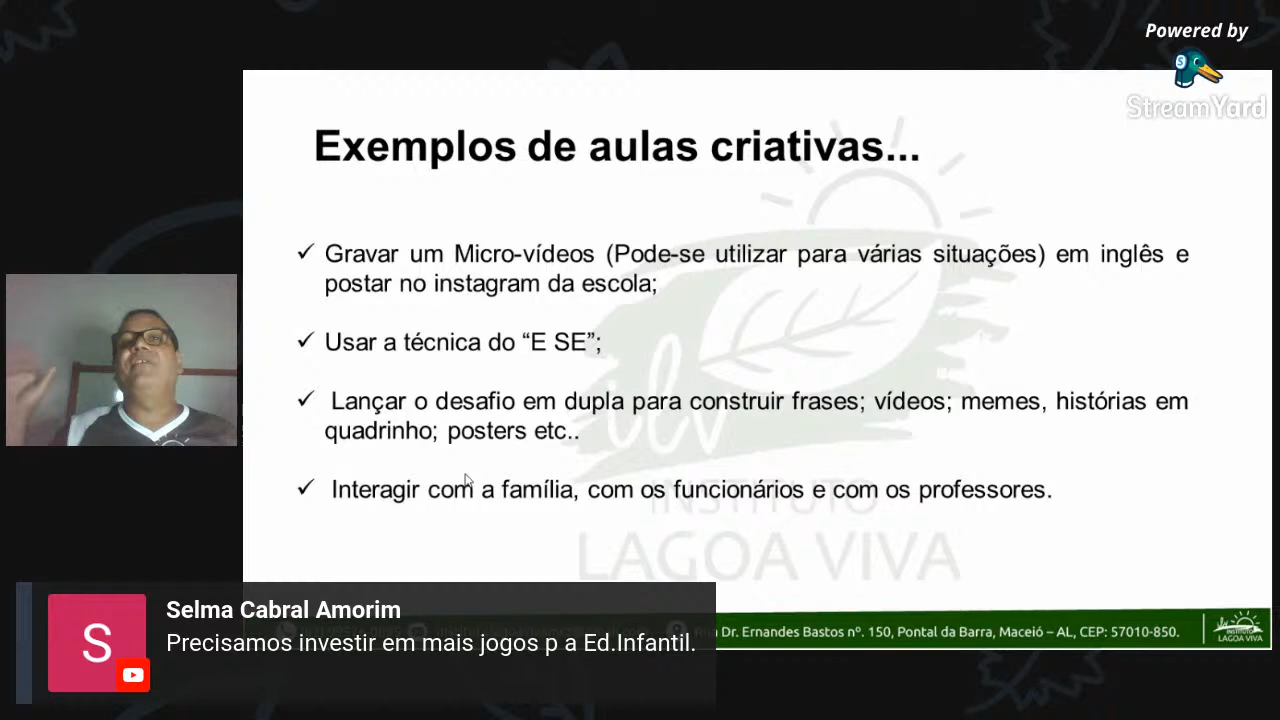 Powered by
StreamYard
Exemplos de aulas criativas...
✓ Gravar um Micro-vídeos (Pode-se utilizar para várias situações) em inglês e
postar no instagram da escola;
✓ Usar a técnica do “E SE”;
✓ Lançar o desafio em dupla para construir frases; vídeos; memes, histórias em
quadrinho; posters etc..
✓ Interagir com a família, com os funcionários e com os professores.
ilv
INSTITUTO
LAGOA VIVA
Selma Cabral Amorim
S
Precisamos investir em mais jogos p a Ed.Infantil.
Dr. Ernandes Bastos nº. 150, Pontal da Barra, Maceió – AL, CEP: 57010-850.
INSTITUTO
LAGOA VIVA